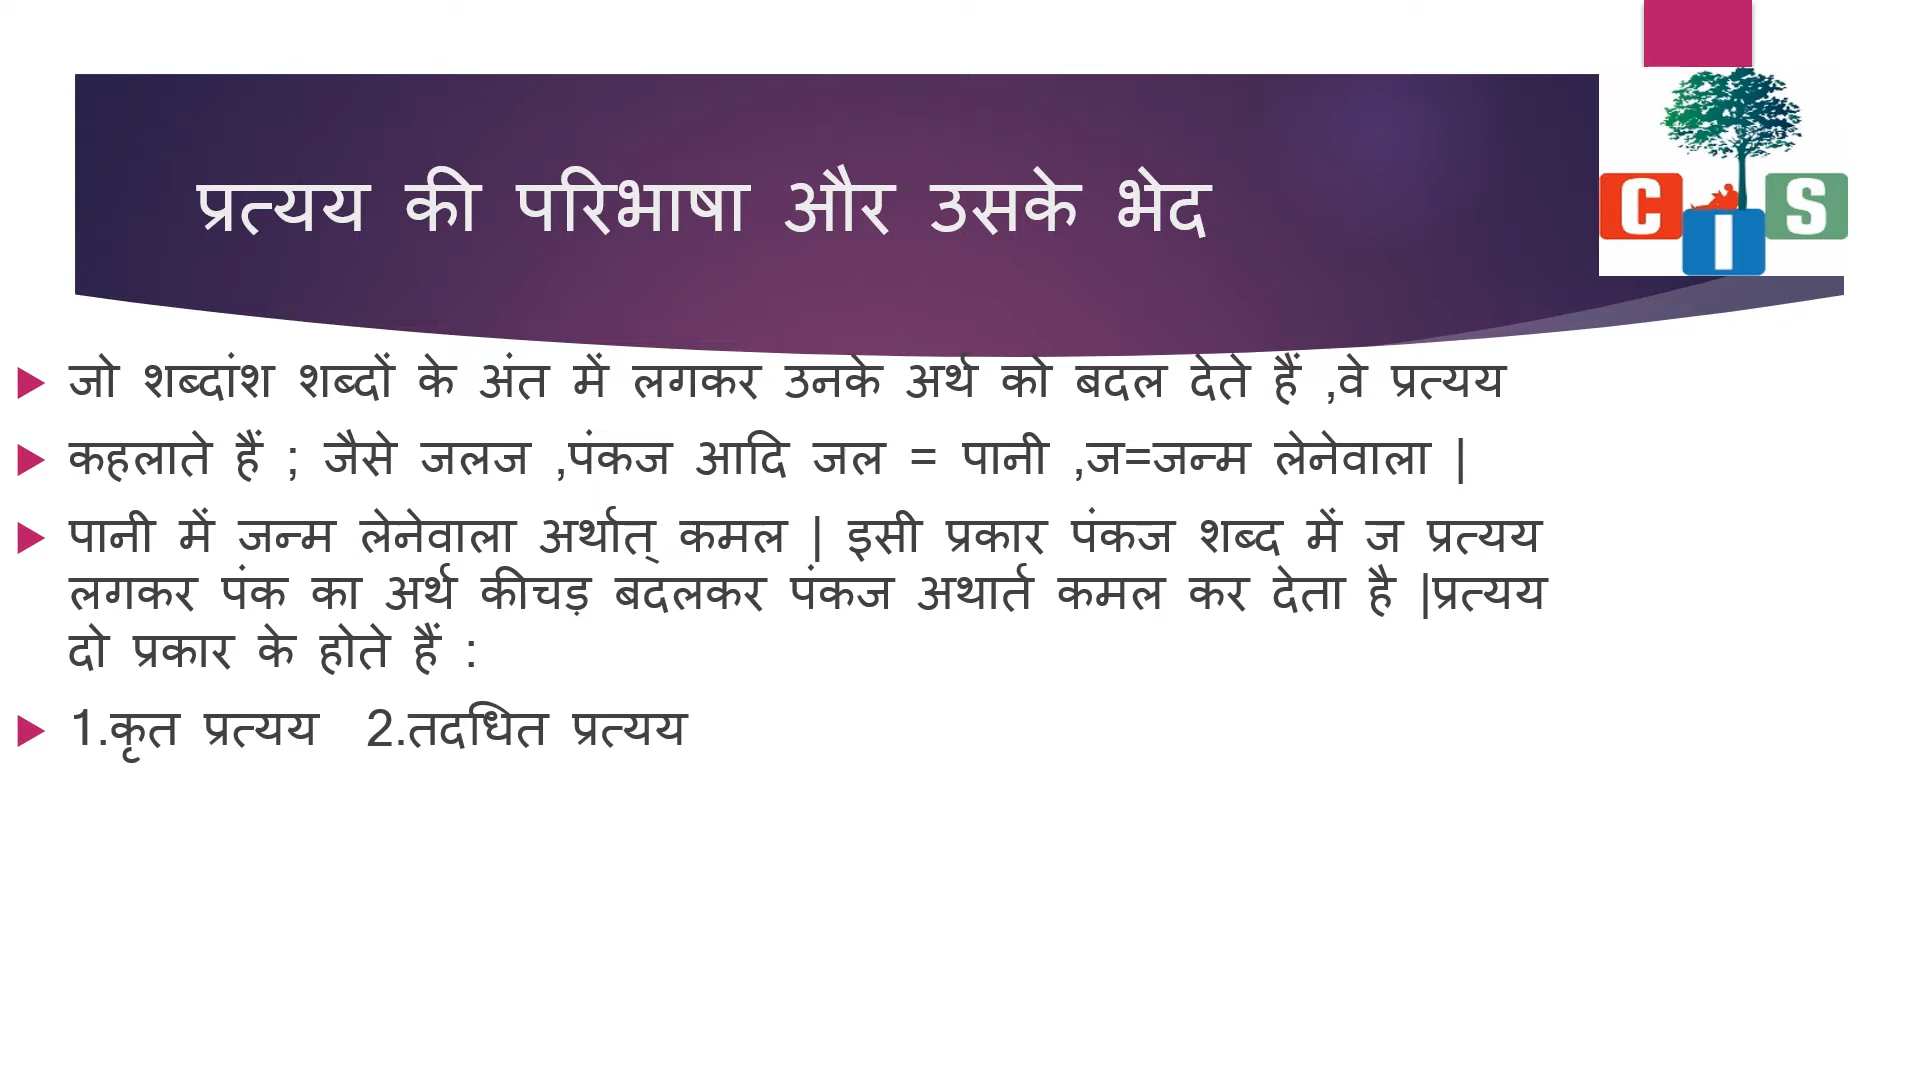 प्रत्यय की परिभाषा और उसके भेद
C I S
जो शब्दांश शब्दों के अंत में लगकर उनके अर्थ को बदल देते हैं ,वे प्रत्यय
कहलाते हैं ; जैसे जलज ,पंकज आदि जल = पानी ,ज=जन्म लेनेवाला |
पानी में जन्म लेनेवाला अर्थात् कमल | इसी प्रकार पंकज शब्द में ज प्रत्यय
लगकर पंक का अर्थ कीचड़ बदलकर पंकज अथार्त कमल कर देता है |प्रत्यय
दो प्रकार के होते हैं :
1.कृत प्रत्यय 2.तदधित प्रत्यय